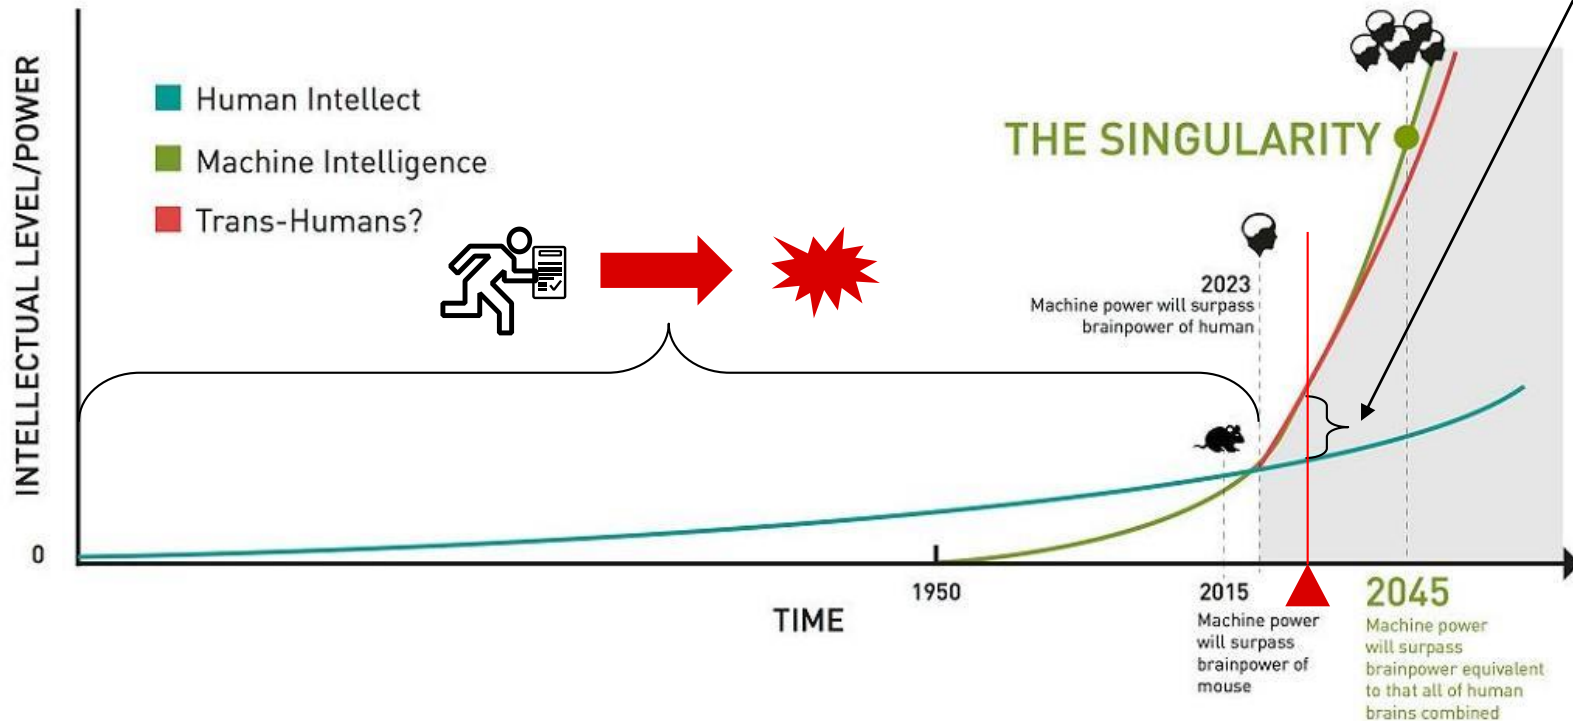 INTELLECTUAL LEVEL/POWER
Human Intellect
Machine Intelligence
Trans-Humans?
THE SINGULARITY
2023
Machine power will surpass
brainpower of human
0
1950
TIME
2015
Machine power
will surpass
brainpower of
mouse
2045
Machine power
will surpass
brainpower equivalent
to that all of human
brains combined